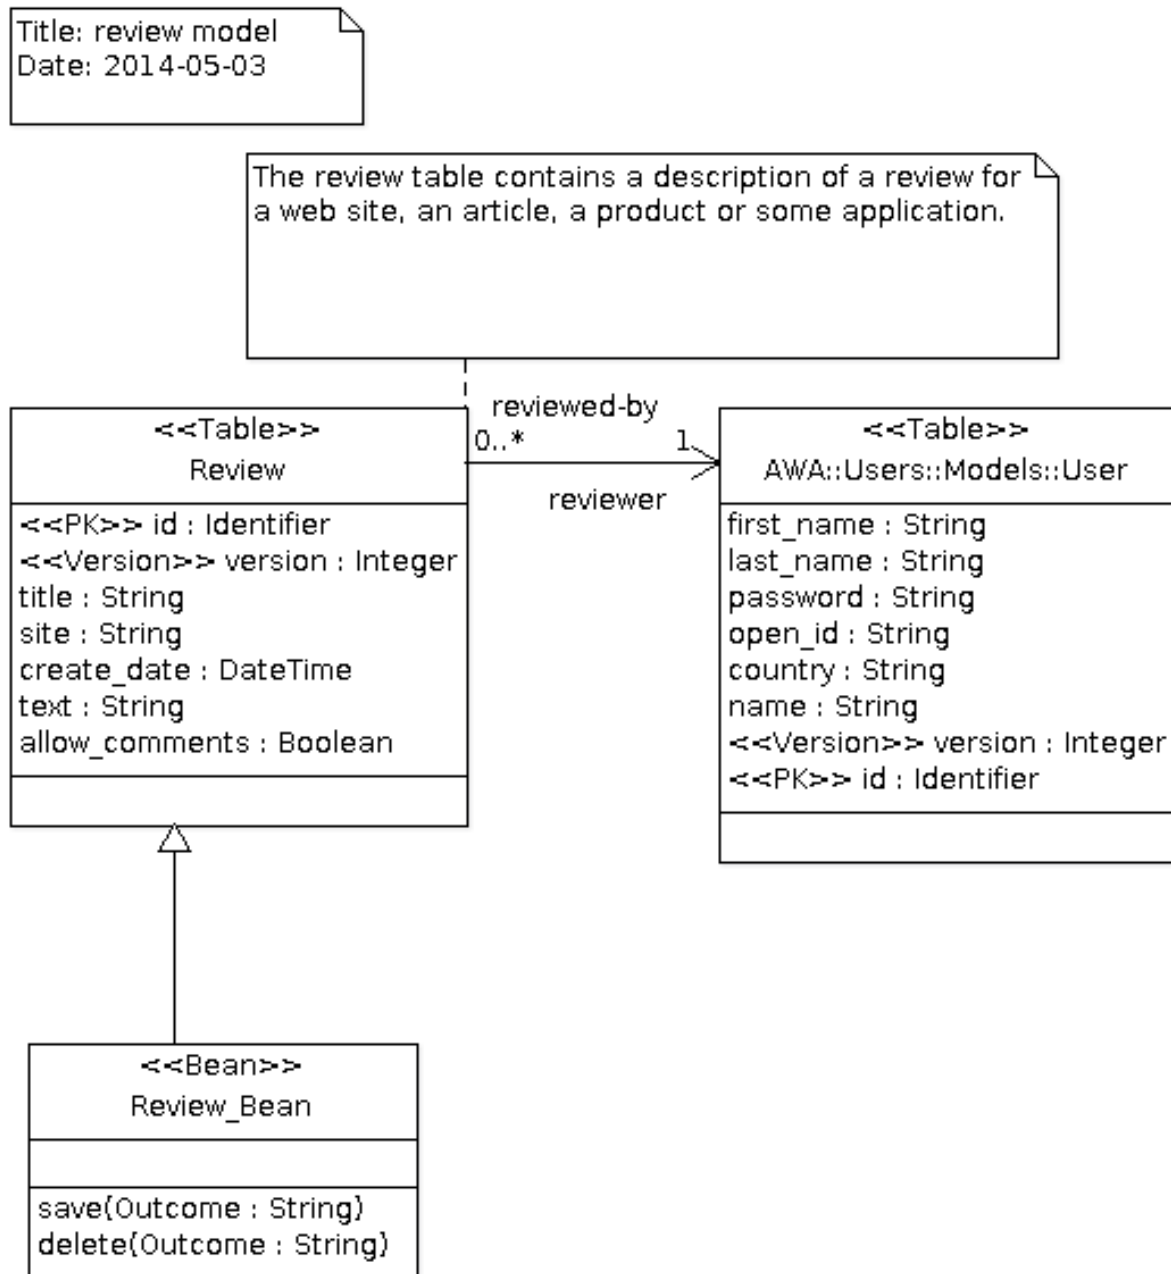 Title: review model
Date: 2014-05-03
The review table contains a description of a review for
a web site, an article, a product or some application.
<<Table>>
Review
<<PK>> id : Identifier
<<Version>> version : Integer
title : String
site : String
create_date : DateTime
text : String
allow_comments : Boolean
reviewed-by
0..* 1
reviewer
<<Table>>
AWA::Users::Models::User
first_name : String
last_name : String
password : String
open_id : String
country : String
name : String
<<Version>> version : Integer
<<PK>> id : Identifier
<<Bean>>
Review_Bean
save(Outcome : String)
delete(Outcome : String)